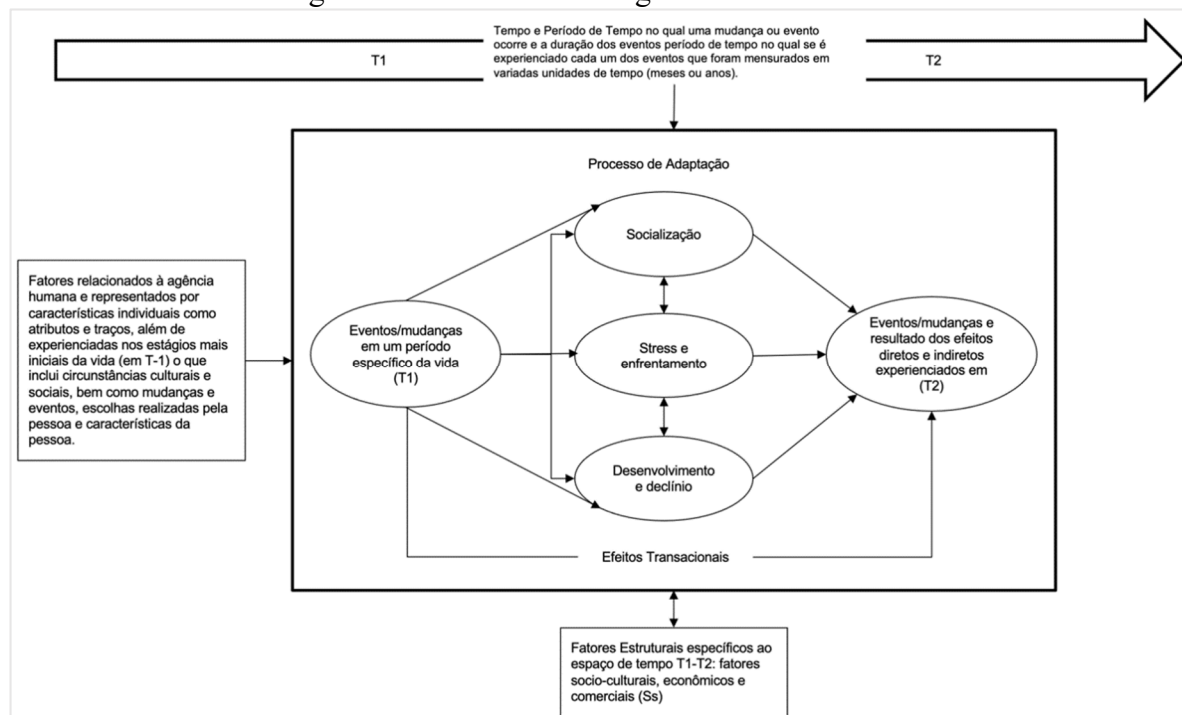 Tempo e Período de Tempo no qual uma mudança ou evento
ocorre e a duração dos eventos período de tempo no qual se é
experienciado cada um dos eventos que foram mensurados em
variadas unidades de tempo (meses ou anos).
T1
T2
Processo de Adaptação
Socialização
Fatores relacionados à agência
humana e representados por
características individuais como
atributos e traços, além de
experienciadas nos estágios mais
iniciais da vida (em T-1) o que
inclui circunstâncias culturais e
sociais, bem como mudanças e
eventos, escolhas realizadas pela
pessoa e características da
pessoa.
Eventos/mudanças
em um período
específico da vida
(T1)
Stress e
enfrentamento
Eventos/mudanças e
resultado dos efeitos
diretos e indiretos
experienciados em
(T2)
Desenvolvimento
e declínio
Efeitos Transacionais
Fatores Estruturais específicos ao
espaço de tempo T1-T2: fatores
socio-culturais, econômicos e
comerciais (Ss)